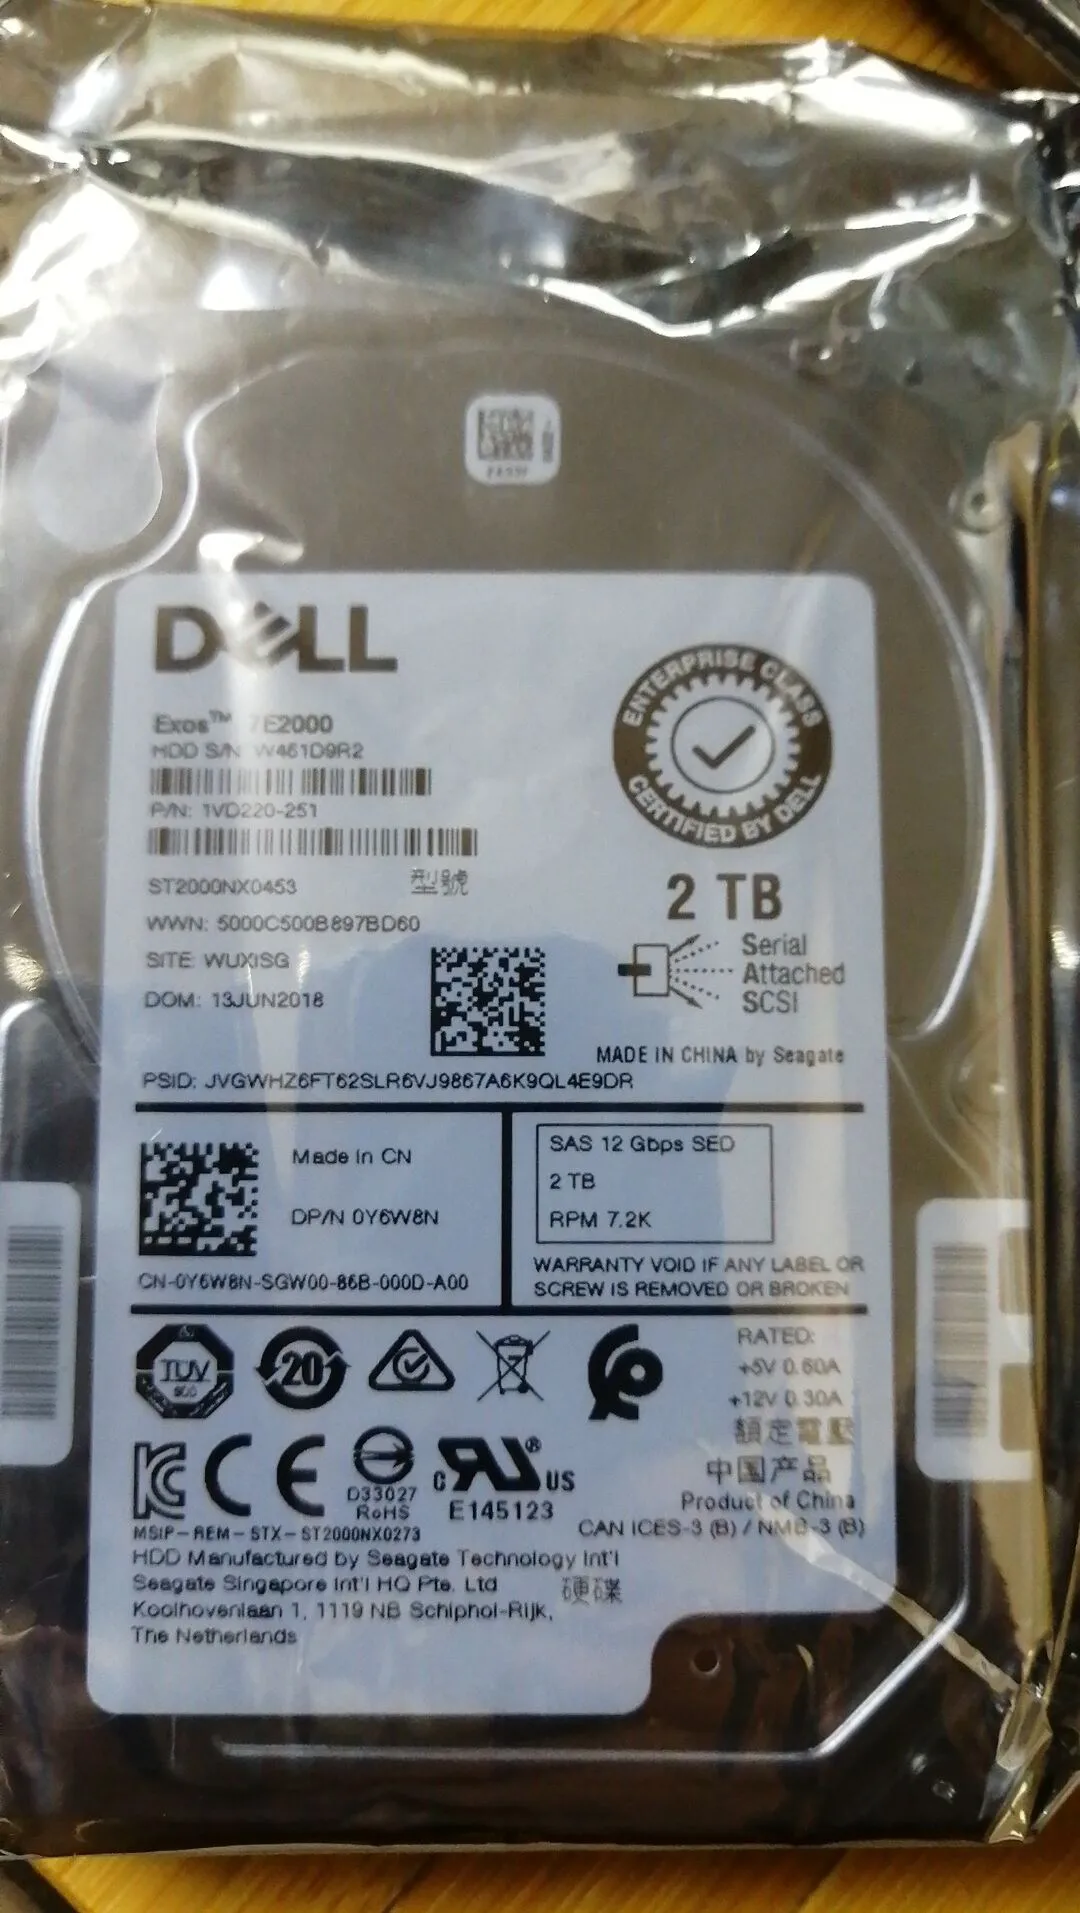 DELL
Exos™ 7E2000
HDD S/N W461D9R2
P/N: 1VD220-251
ST2000NX0453 型號
WWN: 5000C500B897BD60
SITE: WUXISG
DOM: 13JUN2018
ENTERPRISE CLASS
CERTIFIED BY DELL
2 TB
Serial
Attached
SCSI
MADE IN CHINA by Seagate
PSID: JVGWHZ6FT62SLR6VJ9867A6K9QL4E9DR
Made in CN
DP/N 0Y6W8N
CN-0Y6W8N-SGW00-86B-000D-A00
SAS 12 Gbps SED
2 TB
RPM 7.2K
WARRANTY VOID IF ANY LABEL OR
SCREW IS REMOVED OR BROKEN
TUV
20
RATED:
+5V 0.60A
+12V 0.30A
額定電壓
中国产品
Product of China
CAN ICES-3 (B) / NMB-3 (B)
KC CE
D33027
RoHS
c RU ® US
E145123
MSIP-REM-STX-ST2000NX0273
HDD Manufactured by Seagate Technology Int'l
Seagate Singapore Int'l HQ Pte. Ltd 硬碟
Koolhovenlaan 1, 1119 NB Schiphol-Rijk,
The Netherlands